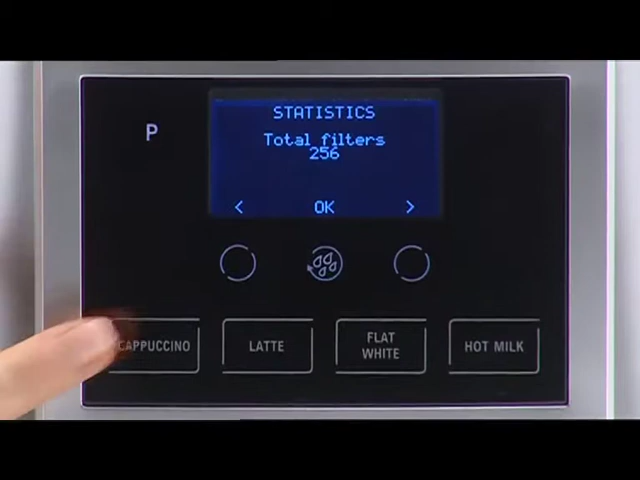 STATISTICS
P
Total filters
256
< OK >
CAPPUCCINO
LATTE
FLAT
WHITE
HOT MILK